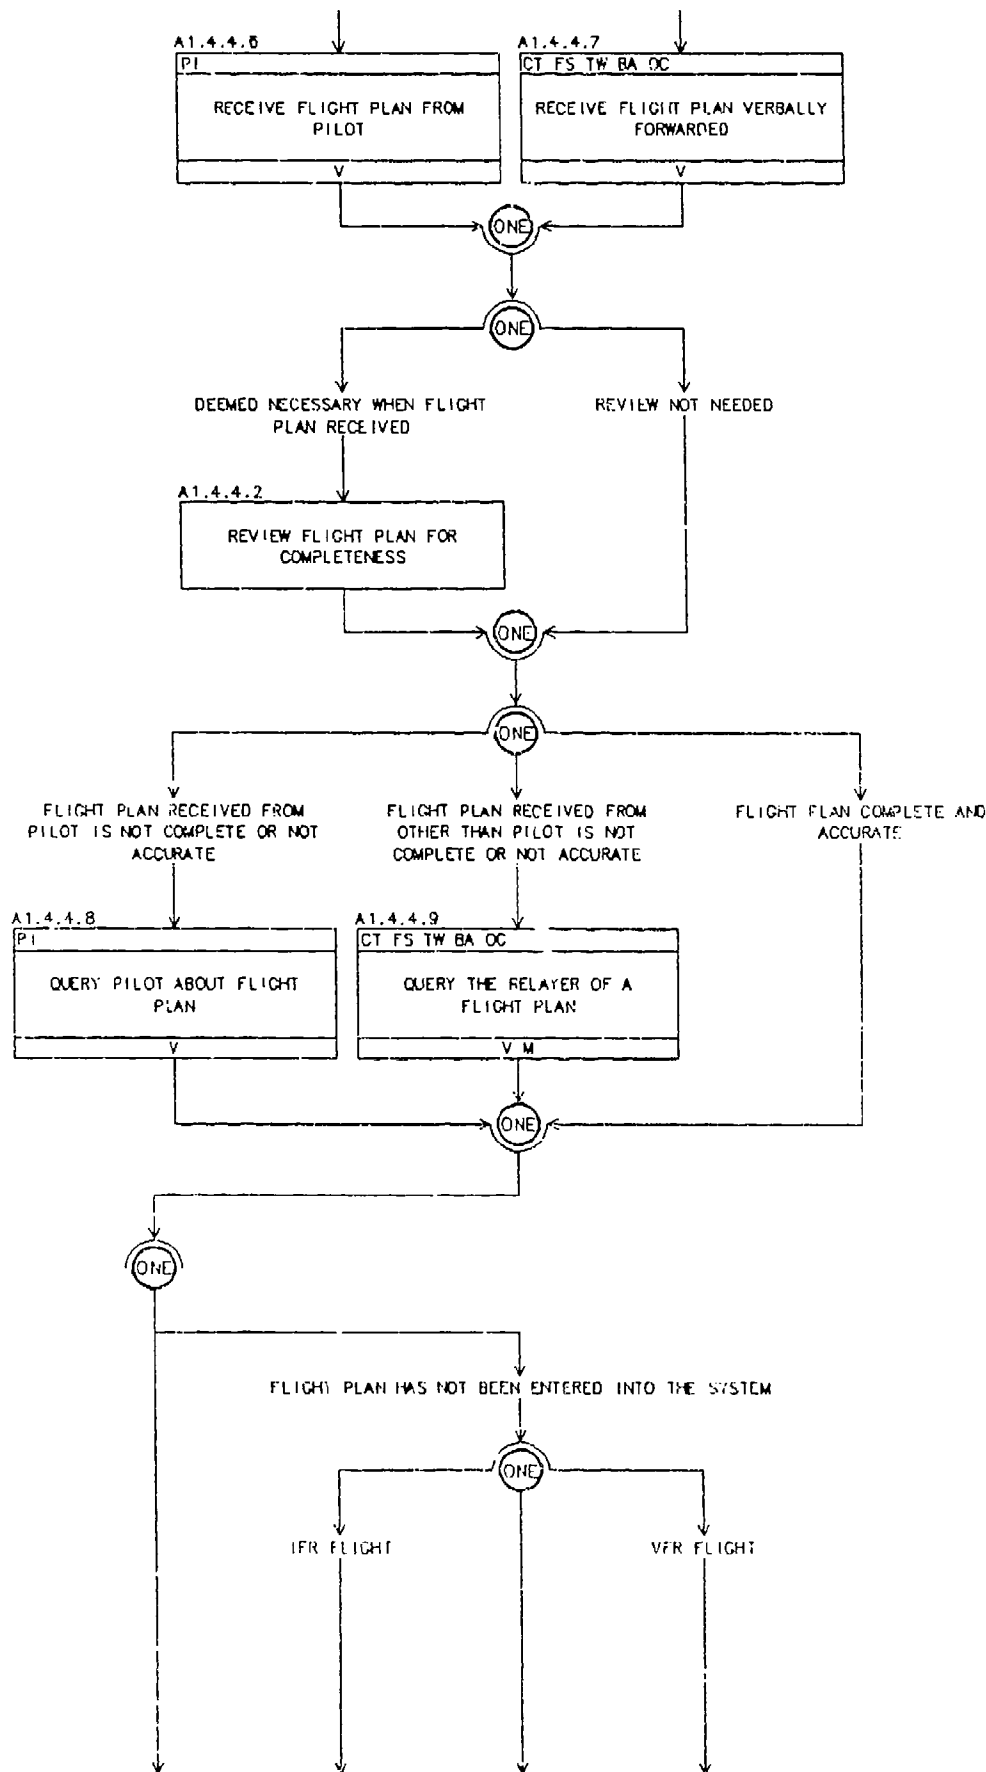 A1.4.4.6
PI
RECEIVE FLIGHT PLAN FROM
PILOT
V
A1.4.4.7
CT FS TW BA OC
RECEIVE FLIGHT PLAN VERBALLY
FORWARDED
V
ONE
ONE
DEEMED NECESSARY WHEN FLIGHT
PLAN RECEIVED
REVIEW NOT NEEDED
A1.4.4.2
REVIEW FLIGHT PLAN FOR
COMPLETENESS
ONE
ONE
FLIGHT PLAN RECEIVED FROM
PILOT IS NOT COMPLETE OR NOT
ACCURATE
FLIGHT PLAN RECEIVED FROM
OTHER THAN PILOT IS NOT
COMPLETE OR NOT ACCURATE
FLIGHT PLAN COMPLETE AND
ACCURATE
A1.4.4.8
PI
QUERY PILOT ABOUT FLIGHT
PLAN
V
A1.4.4.9
CT FS TW BA OC
QUERY THE RELAYER OF A
FLIGHT PLAN
V M
ONE
ONE
FLIGHT PLAN HAS NOT BEEN ENTERED INTO THE SYSTEM
ONE
IFR FLIGHT
VFR FLIGHT